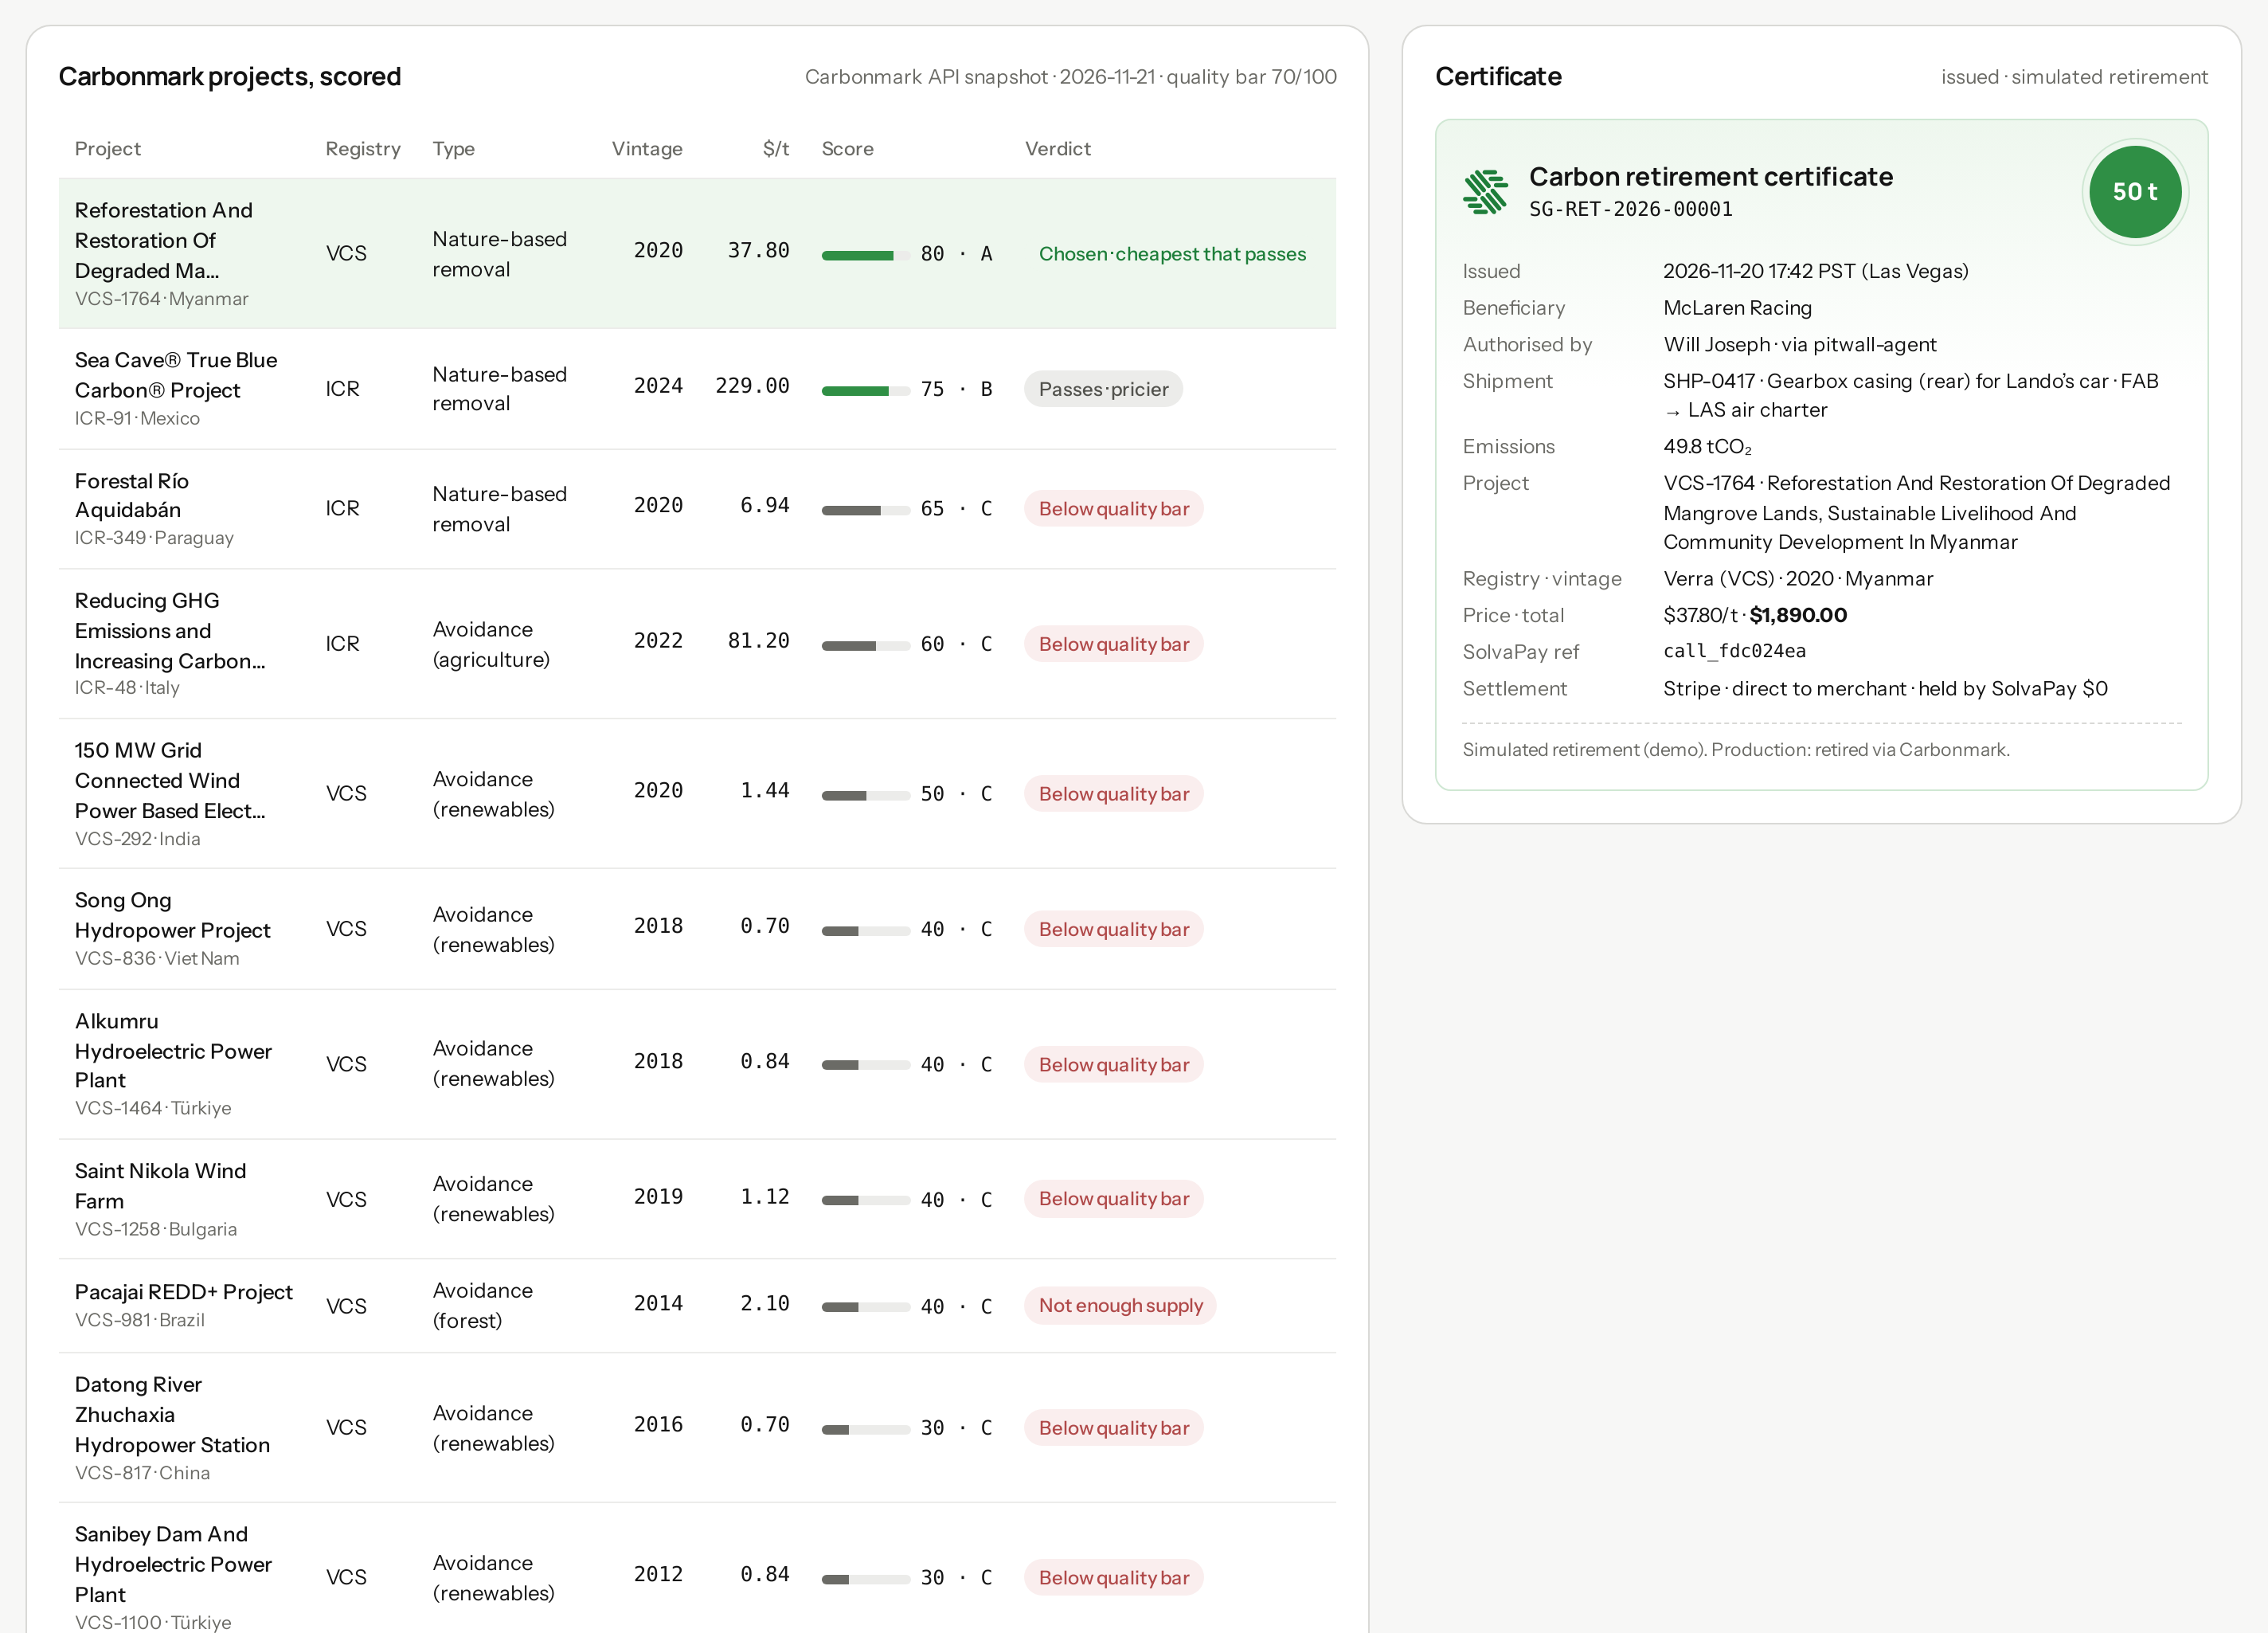 Carbonmark projects, scored
Carbonmark API snapshot · 2026-11-21 · quality bar 70/100
Project Registry Type Vintage $/t Score Verdict
Reforestation And
Restoration Of
Degraded Ma...
VCS-1764 · Myanmar
VCS
Nature-based
removal
2020
37.80
80 · A
Chosen · cheapest that passes
Sea Cave® True Blue
Carbon® Project
ICR-91 · Mexico
ICR
Nature-based
removal
2024
229.00
75 · B
Passes · pricier
Forestal Río
Aquidabán
ICR-349 · Paraguay
ICR
Nature-based
removal
2020
6.94
65 · C
Below quality bar
Reducing GHG
Emissions and
Increasing Carbon...
ICR-48 · Italy
ICR
Avoidance
(agriculture)
2022
81.20
60 · C
Below quality bar
150 MW Grid
Connected Wind
Power Based Elect...
VCS-292 · India
VCS
Avoidance
(renewables)
2020
1.44
50 · C
Below quality bar
Song Ong
Hydropower Project
VCS-836 · Viet Nam
VCS
Avoidance
(renewables)
2018
0.70
40 · C
Below quality bar
Alkumru
Hydroelectric Power
Plant
VCS-1464 · Türkiye
VCS
Avoidance
(renewables)
2018
0.84
40 · C
Below quality bar
Saint Nikola Wind
Farm
VCS-1258 · Bulgaria
VCS
Avoidance
(renewables)
2019
1.12
40 · C
Below quality bar
Pacajai REDD+ Project
VCS-981 · Brazil
VCS
Avoidance
(forest)
2014
2.10
40 · C
Not enough supply
Datong River
Zhuchaxia
Hydropower Station
VCS-817 · China
VCS
Avoidance
(renewables)
2016
0.70
30 · C
Below quality bar
Sanibey Dam And
Hydroelectric Power
Plant
VCS-1100 · Türkiye
VCS
Avoidance
(renewables)
2012
0.84
30 · C
Below quality bar
Certificate
issued · simulated retirement
Carbon retirement certificate
SG-RET-2026-00001
50 t
Issued 2026-11-20 17:42 PST (Las Vegas)
Beneficiary McLaren Racing
Authorised by Will Joseph · via pitwall-agent
Shipment SHP-0417 · Gearbox casing (rear) for Lando’s car · FAB
→ LAS air charter
Emissions 49.8 tCO₂
Project VCS-1764 · Reforestation And Restoration Of Degraded
Mangrove Lands, Sustainable Livelihood And
Community Development In Myanmar
Registry · vintage Verra (VCS) · 2020 · Myanmar
Price · total $37.80/t · $1,890.00
SolvaPay ref call_fdc024ea
Settlement Stripe · direct to merchant · held by SolvaPay $0
Simulated retirement (demo). Production: retired via Carbonmark.